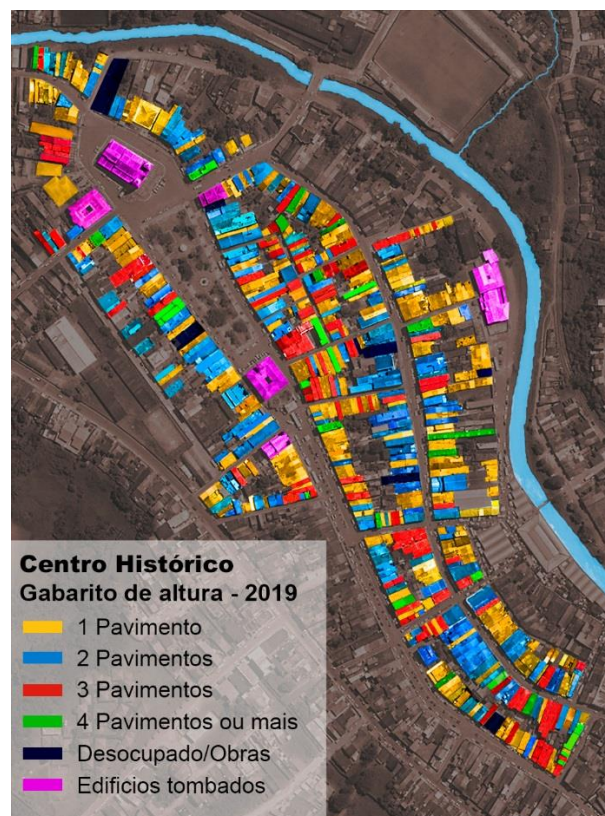 Centro Histórico
Gabarito de altura - 2019
1 Pavimento
2 Pavimentos
3 Pavimentos
4 Pavimentos ou mais
Desocupado/Obras
Edificios tombados